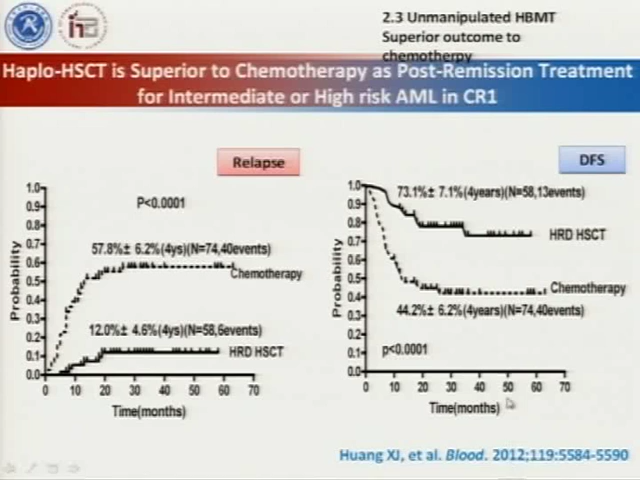 2.3 Unmanipulated HBMT
Superior outcome to
chemotherpy
Haplo-HSCT is Superior to Chemotherapy as Post-Remission Treatment
for Intermediate or High risk AML in CR1
Relapse
DFS
1.0
0.9
0.8
0.7
0.6
0.5
0.4
0.3
0.2
0.1
0.0
Probability
P<0.0001
57.8%± 6.2%(4ys)(N=74,40events)
Chemotherapy
12.0%± 4.6%(4ys)(N=58,6events)
HRD HSCT
0 10 20 30 40 50 60 70
Time(months)
1.0
0.9
0.8
0.7
0.6
0.5
0.4
0.3
0.2
0.1
0.0
Probability
73.1%± 7.1%(4years)(N=58,13events)
HRD HSCT
Chemotherapy
44.2%± 6.2%(4years)(N=74,40events)
p<0.0001
0 10 20 30 40 50 60 70
Time(months)
Huang XJ, et al. Blood. 2012;119:5584-5590